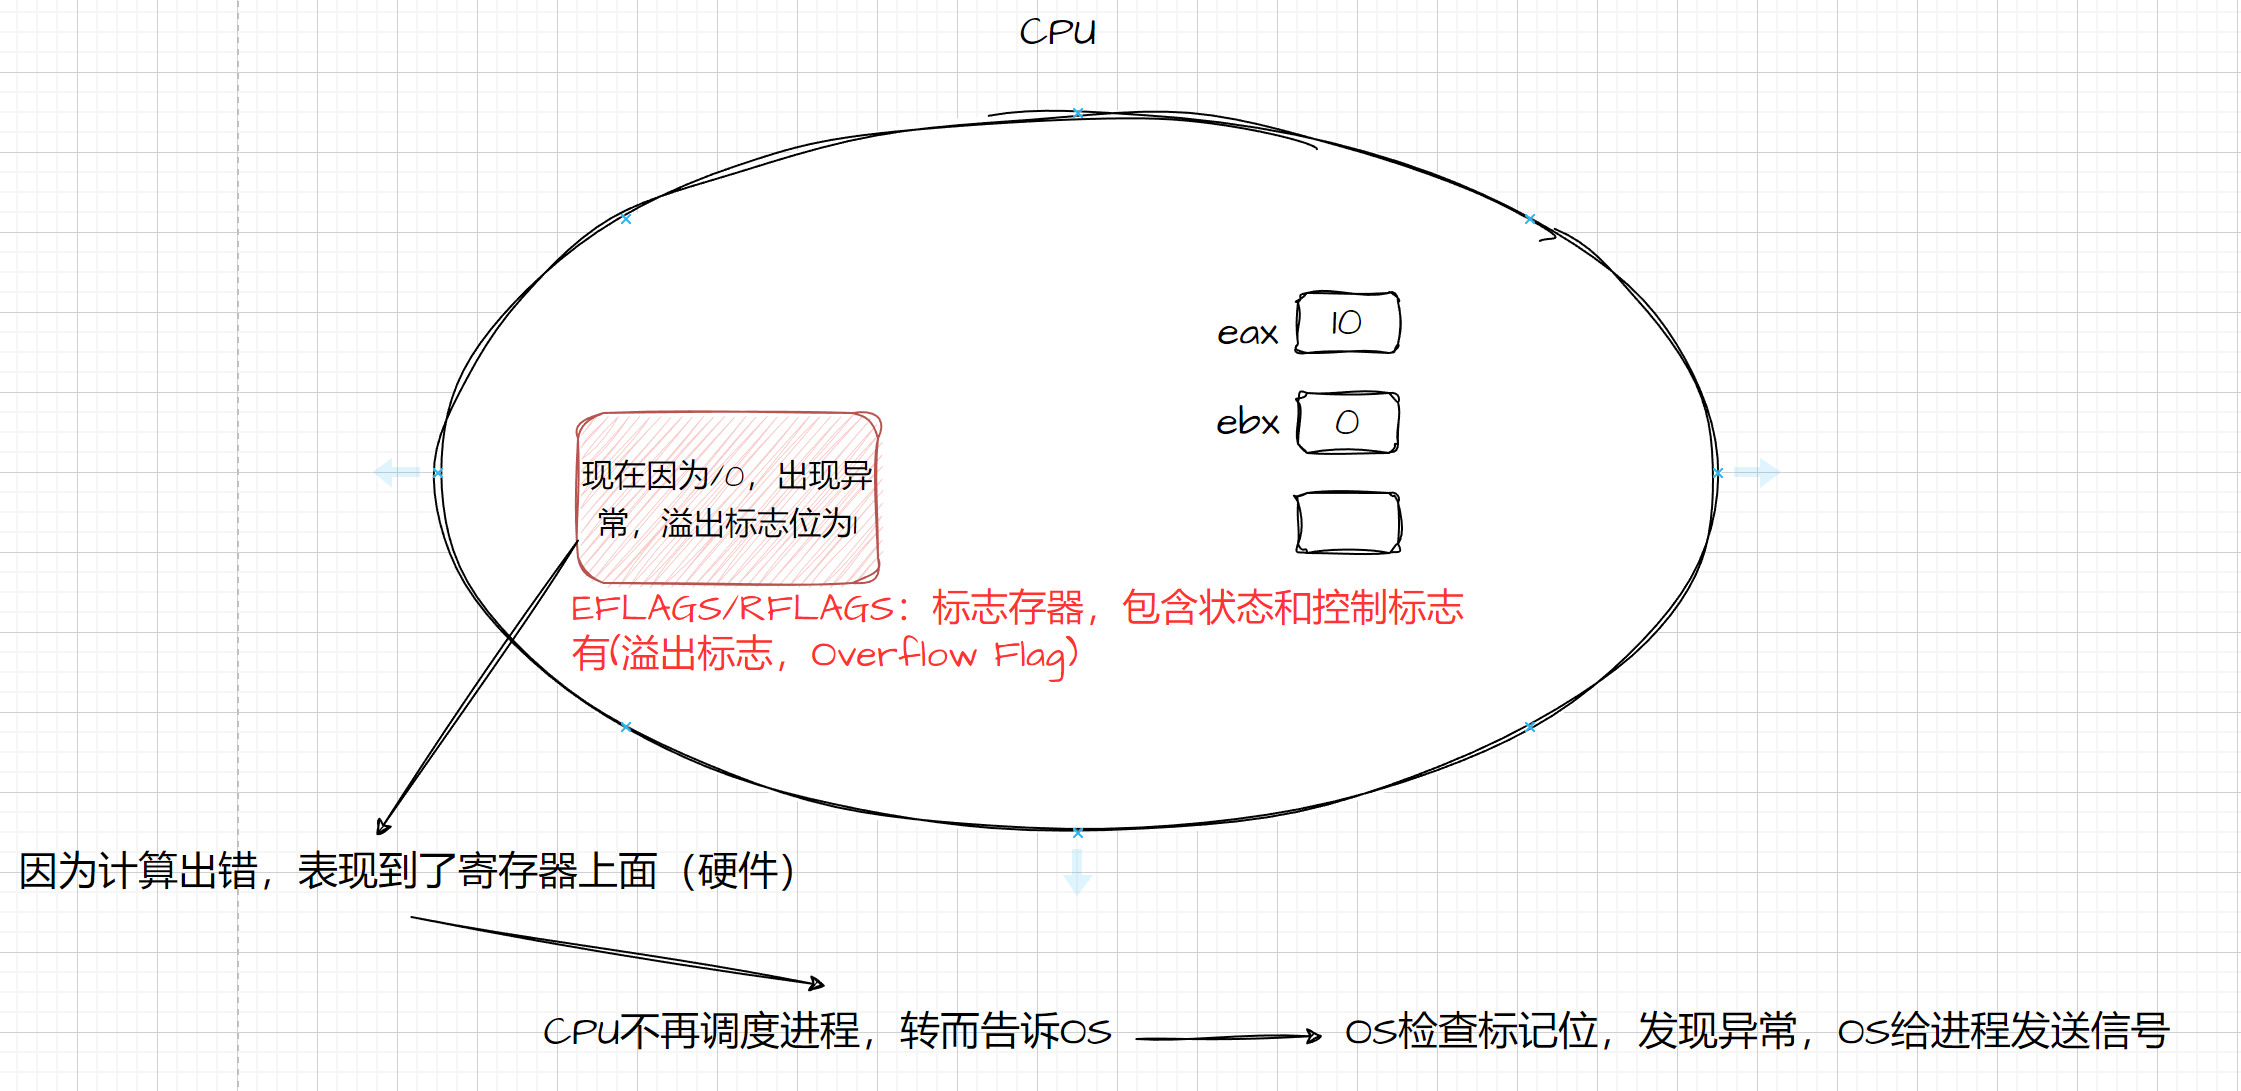 CPU
eax 10
ebx 0
现在因为/0，出现异
常，溢出标志位为1
EFLAGS/RFLAGS：标志存器，包含状态和控制标志
有(溢出标志，Overflow Flag)
因为计算出错，表现到了寄存器上面（硬件）
CPU不再调度进程，转而告诉OS
OS检查标记位，发现异常，OS给进程发送信号